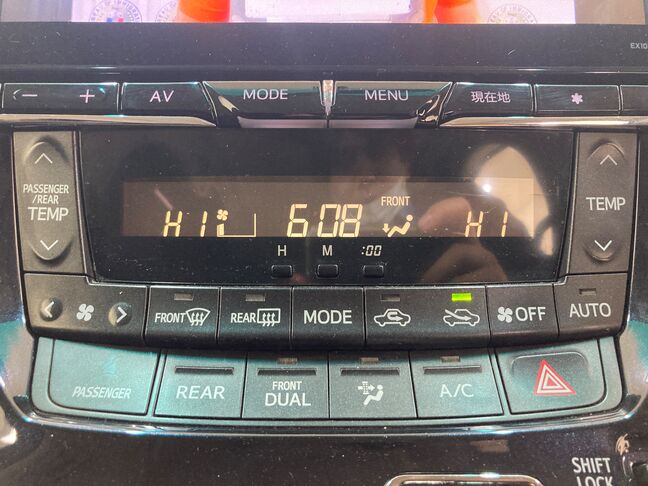 EX10
− + AV MODE MENU 現在地 *
PASSENGER
/REAR
TEMP
HI 6:08 FRONT HI
TEMP
H M :00
FRONT REAR MODE OFF AUTO
PASSENGER REAR FRONT
DUAL A/C
SHIFT
LOCK